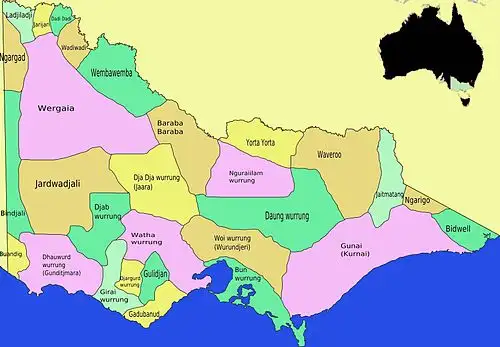 Ladjiladji
Jarijari
Dadi Dadi
Ngargad
Wadiwadi
Wembawemba
Wergaia
Baraba
Baraba
Yorta Yorta
Waveroo
Dja Dja wurrung
(Jaara)
Nguraiilam
wurrung
Jardwadjali
Jaitmatang
Ngarigo
Djab
wurrung
Daung wurrung
Bindjali
Bidwell
Watha
wurrung
Woi wurrung
(Wurundjeri)
Gunai
(Kurnai)
Buandig
Dhauwurd
wurrung
(Gunditjmara)
Djargurd
wurrung
Gulidjan
Bun
wurrung
Girai
wurrung
Gadubanud